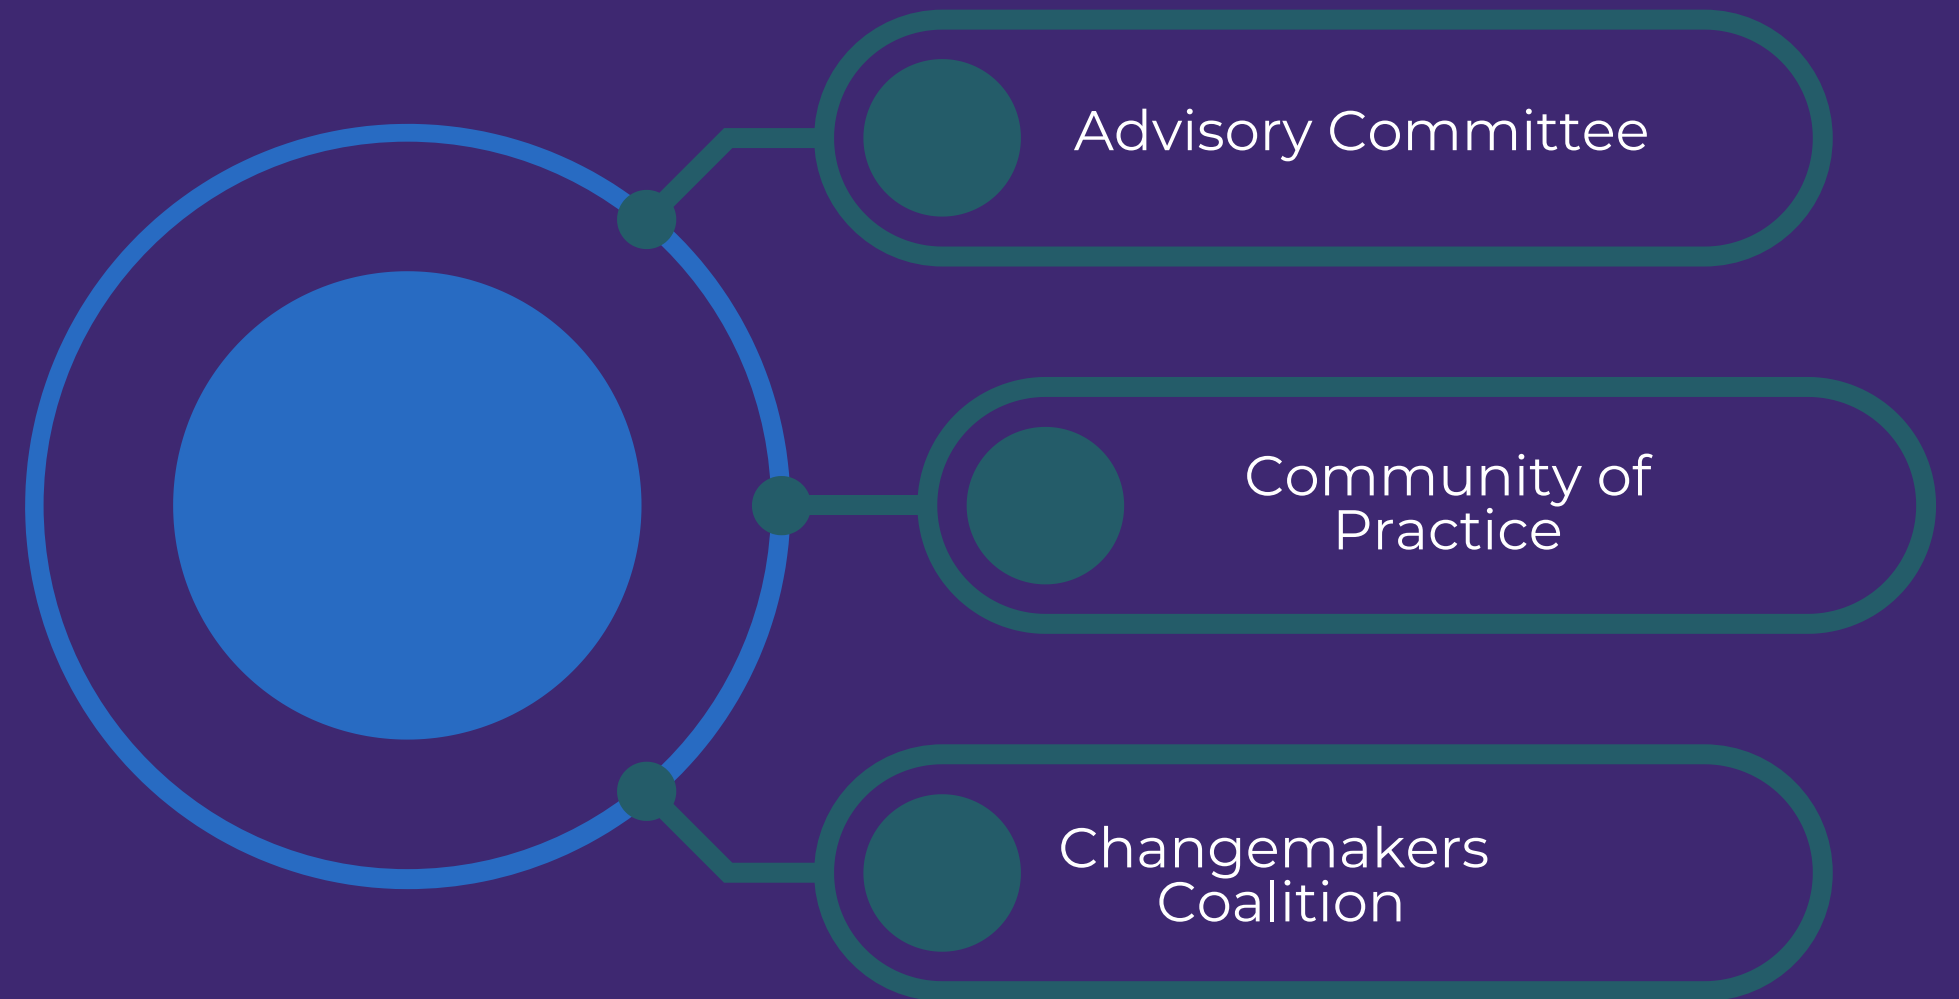 Advisory Committee
Community of
Practice
Changemakers
Coalition